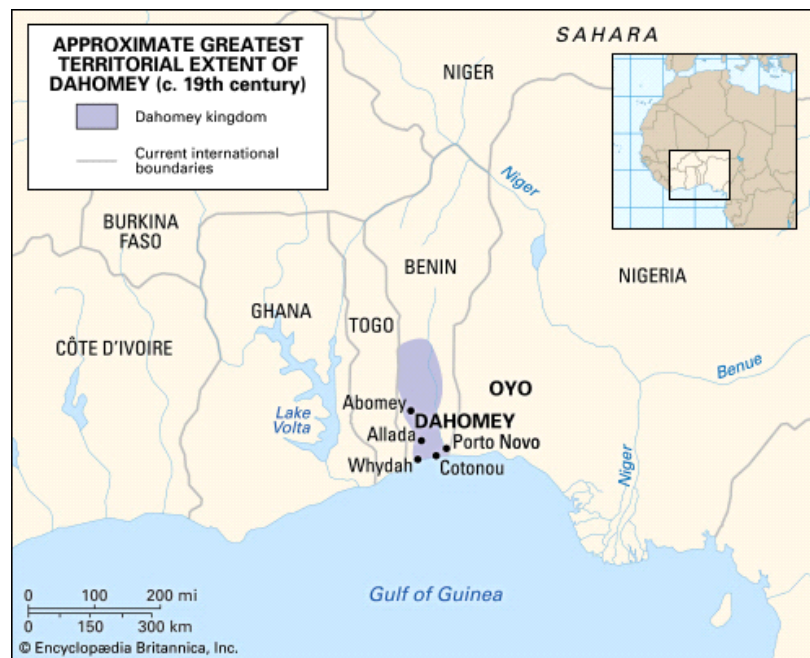 APPROXIMATE GREATEST
TERRITORIAL EXTENT OF
DAHOMEY (c. 19th century)
Dahomey kingdom
Current international
boundaries
SAHARA
NIGER
Niger
BURKINA
FASO
BENIN
NIGERIA
GHANA
TOGO
CÔTE D'IVOIRE
Benue
OYO
Abomey
DAHOMEY
Lake
Volta
Allada
Porto Novo
Whydah
Cotonou
Niger
Gulf of Guinea
0 100 200 mi
0 150 300 km
© Encyclopædia Britannica, Inc.